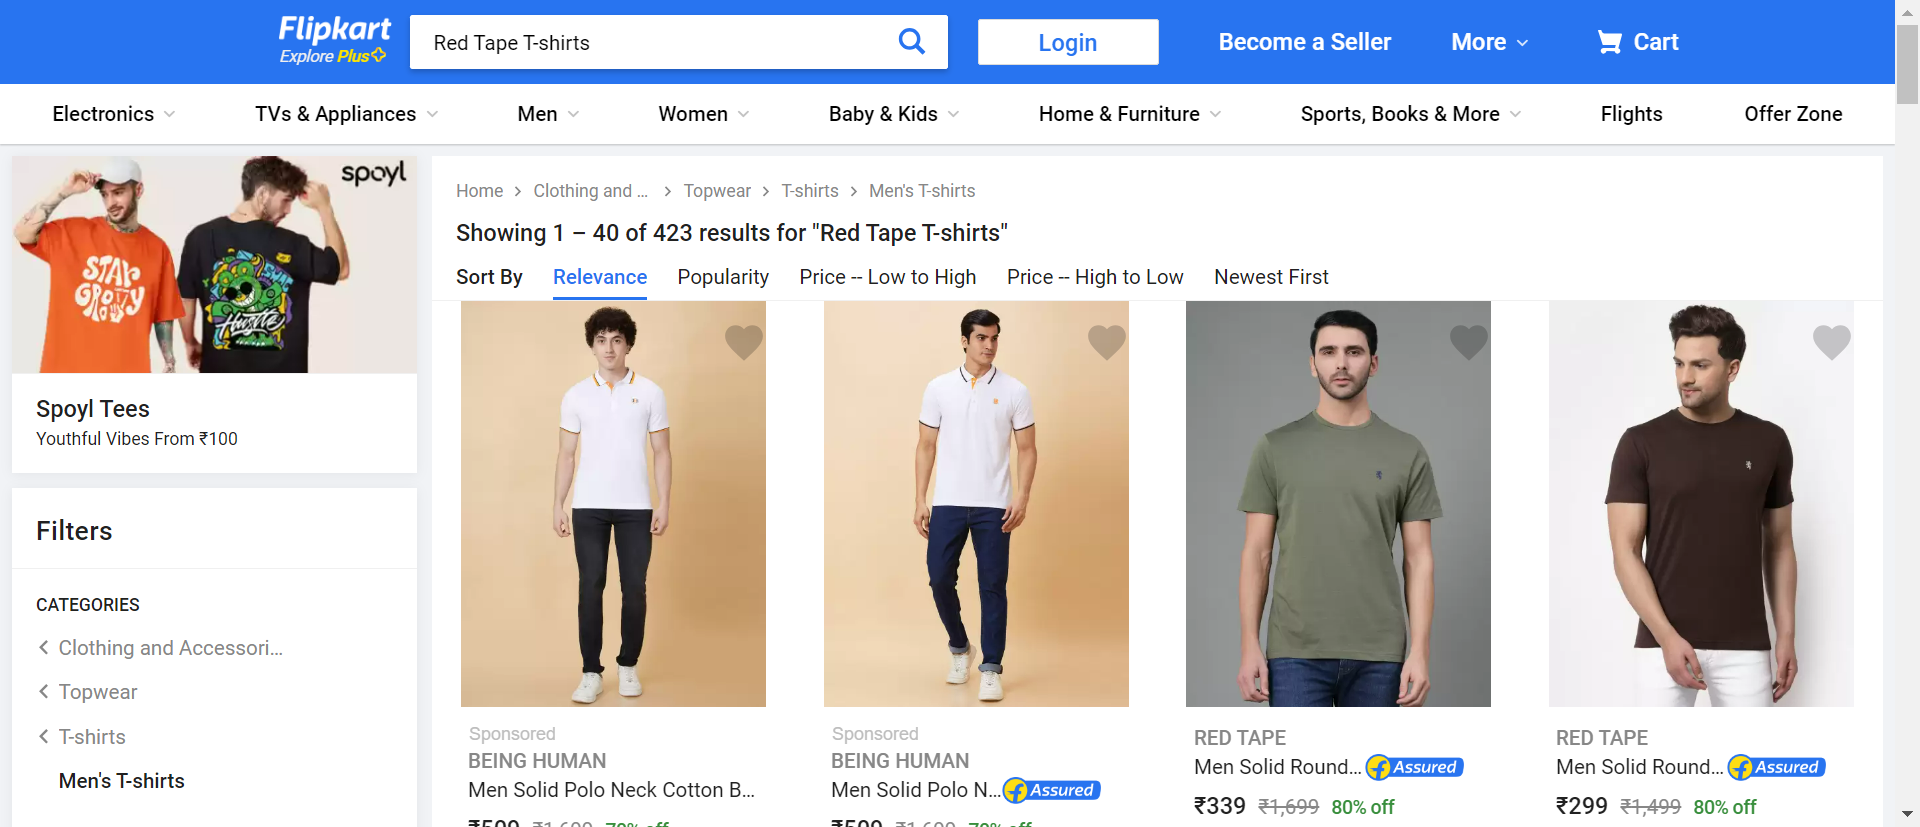 Flipkart
Explore Plus
Red Tape T-shirts
Login
Become a Seller
More
Cart
Electronics
TVs & Appliances
Men
Women
Baby & Kids
Home & Furniture
Sports, Books & More
Flights
Offer Zone
spoyl
STAY
GROOVY
Hustle
Spoyl Tees
Youthful Vibes From ₹100
Filters
CATEGORIES
Clothing and Accessori...
Topwear
T-shirts
Men's T-shirts
Home > Clothing and ... > Topwear > T-shirts > Men's T-shirts
Showing 1 – 40 of 423 results for "Red Tape T-shirts"
Sort By Relevance Popularity Price -- Low to High Price -- High to Low Newest First
Sponsored
BEING HUMAN
Men Solid Polo Neck Cotton B...
Sponsored
BEING HUMAN
Men Solid Polo N... Assured
RED TAPE
Men Solid Round... Assured
₹339 ₹1,699 80% off
RED TAPE
Men Solid Round... Assured
₹299 ₹1,499 80% off